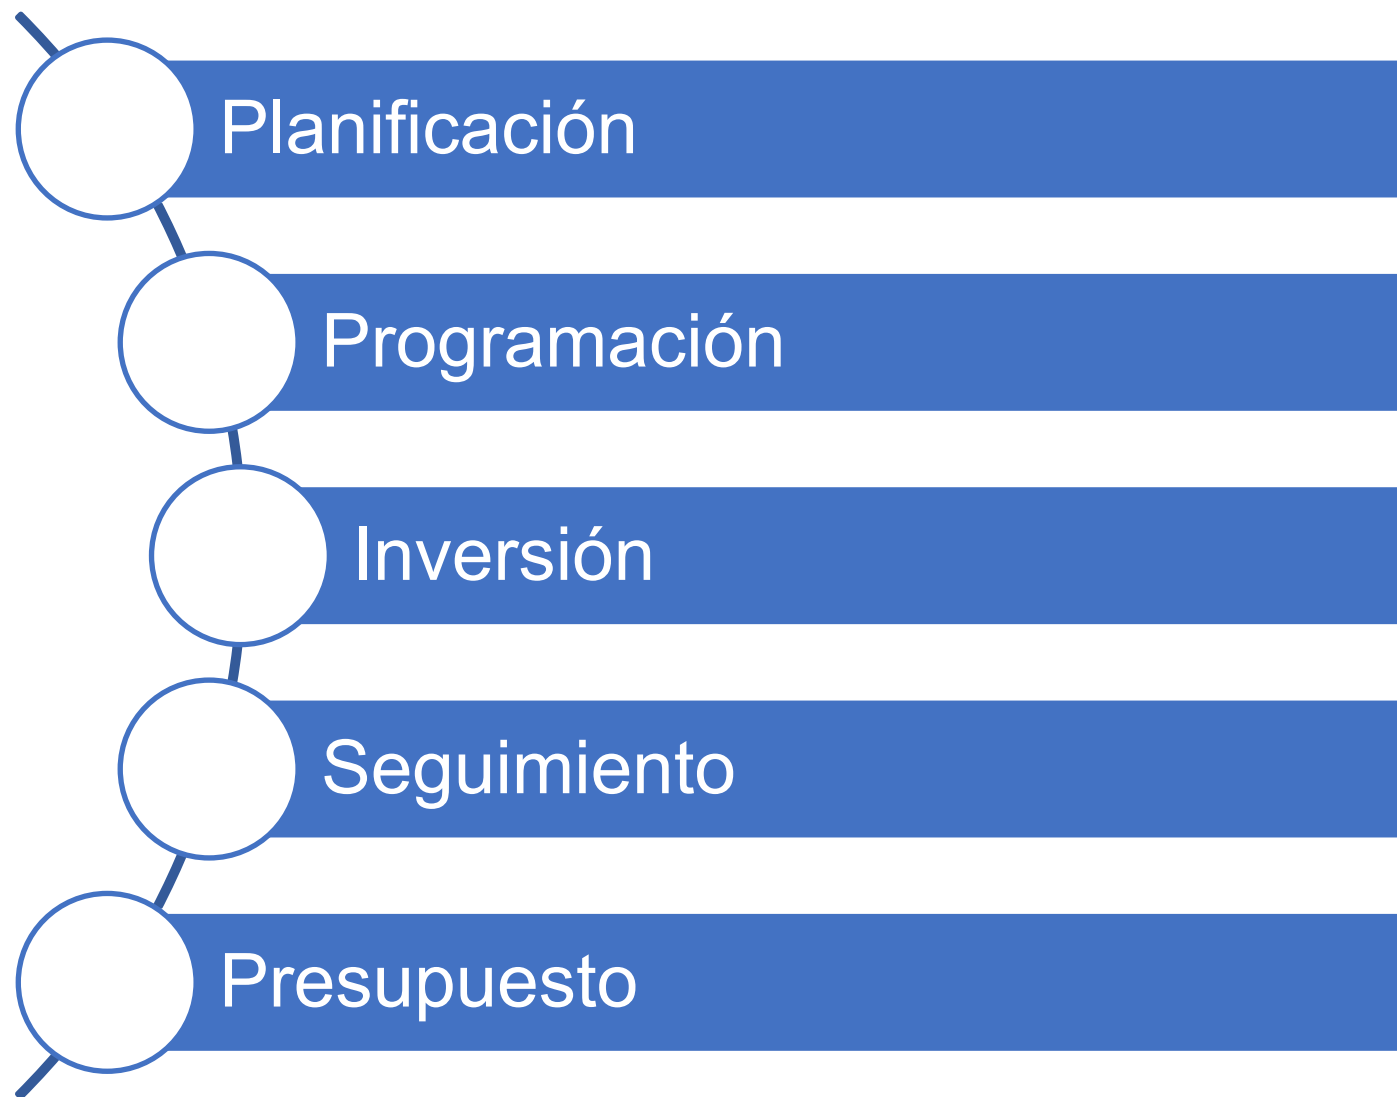 Planificación
Programación
Inversión
Seguimiento
Presupuesto